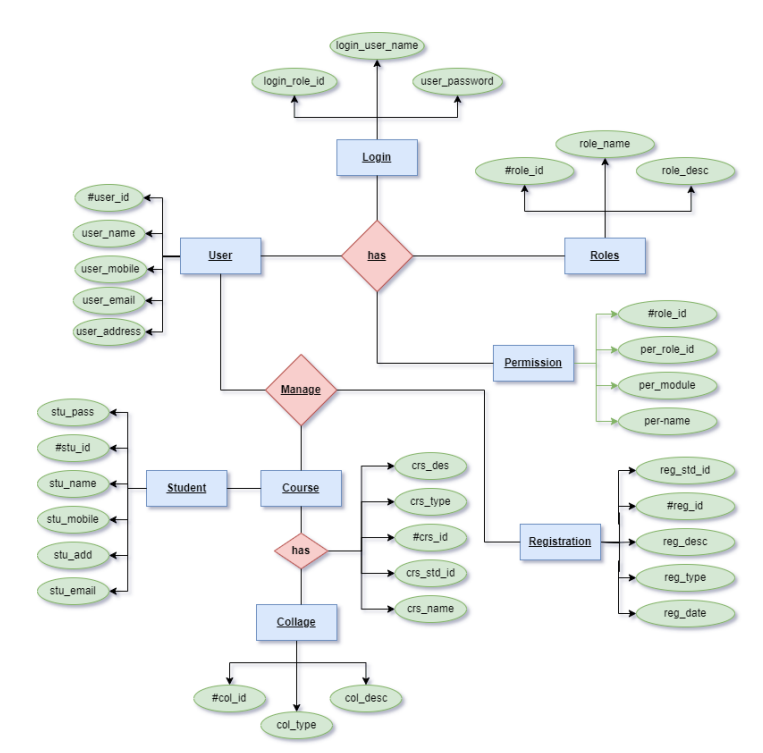 login_user_name
login_role_id
user_password
Login
role_name
#role_id
role_desc
#user_id
user_name
user_mobile
user_email
user_address
User
has
Roles
#role_id
per_role_id
per_module
per-name
Permission
Manage
stu_pass
#stu_id
stu_name
stu_mobile
stu_add
stu_email
Student
Course
crs_des
crs_type
#crs_id
crs_std_id
crs_name
has
Registration
reg_std_id
#reg_id
reg_desc
reg_type
reg_date
Collage
#col_id
col_type
col_desc